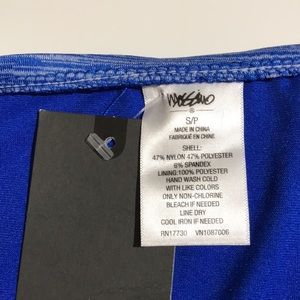 mossimo
S/P
MADE IN CHINA
FABRIQUÉ EN CHINE
SHELL:
47% NYLON 47% POLYESTER
6% SPANDEX
LINING:100% POLYESTER
HAND WASH COLD
WITH LIKE COLORS
ONLY NON-CHLORINE
BLEACH IF NEEDED
LINE DRY
COOL IRON IF NEEDED
RN17730 VN1087006